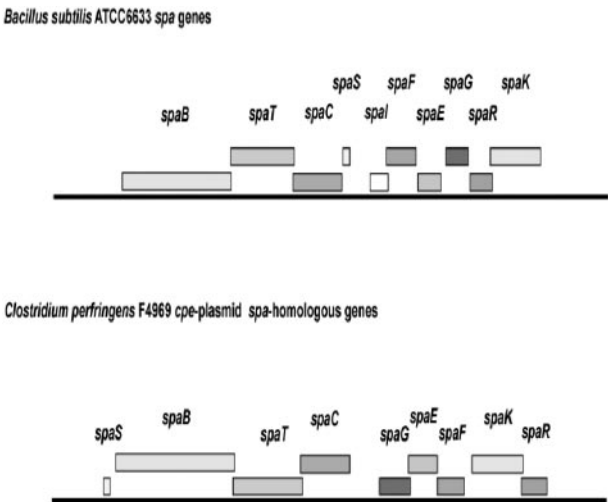 Bacillus subtilis ATCC6633 spa genes
spaS spaF spaG spaK
spaB spaT spaC spaI spaE spaR
Clostridium perfringens F4969 cpe-plasmid spa-homologous genes
spaB spaC spaE spaK
spaS spaT spaG spaF spaR